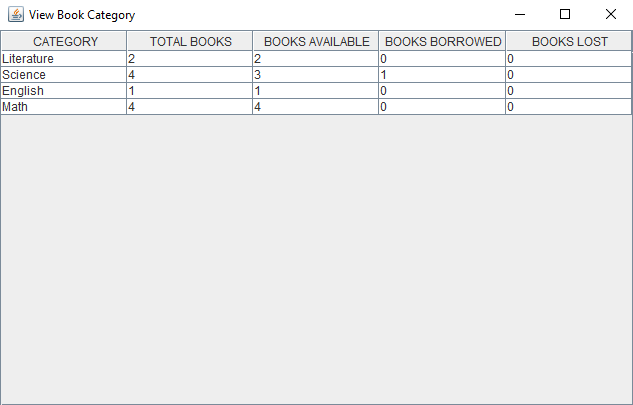 View Book Category
CATEGORY TOTAL BOOKS BOOKS AVAILABLE BOOKS BORROWED BOOKS LOST
Literature 2 2 0 0
Science 4 3 1 0
English 1 1 0 0
Math 4 4 0 0